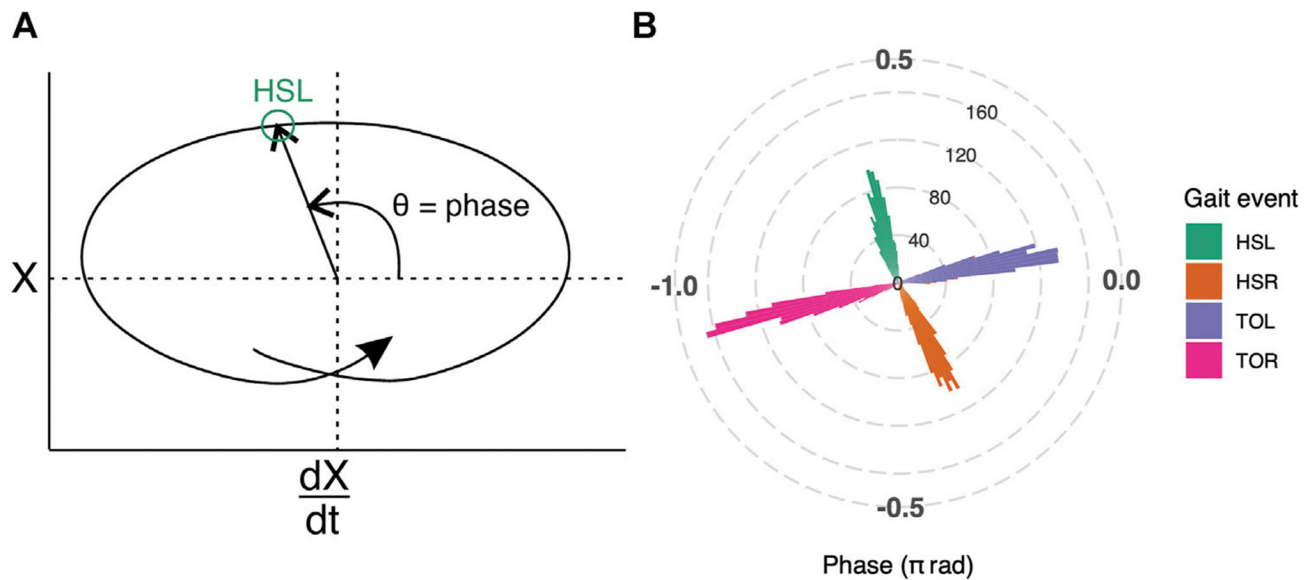 A
HSL
θ = phase
X
dX
dt
B
0.5
160
120
80
40
0
-1.0
0.0
-0.5
Phase (π rad)
Gait event
HSL
HSR
TOL
TOR